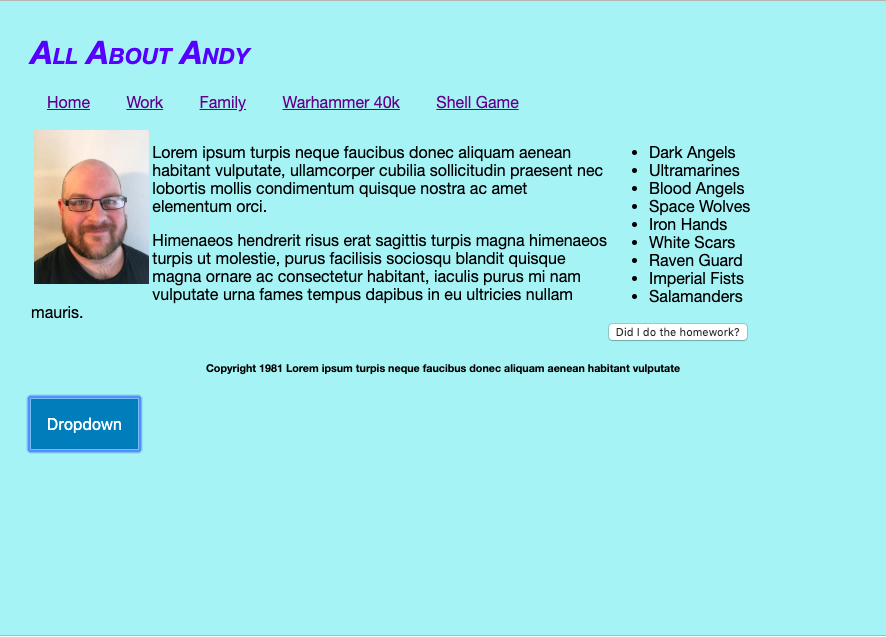 All About Andy
Home Work Family Warhammer 40k Shell Game
Lorem ipsum turpis neque faucibus donec aliquam aenean
habitant vulputate, ullamcorper cubilia sollicitudin praesent nec
lobortis mollis condimentum quisque nostra ac amet
elementum orci.
Himenaeos hendrerit risus erat sagittis turpis magna himenaeos
turpis ut molestie, purus facilisis sociosqu blandit quisque
magna ornare ac consectetur habitant, iaculis purus mi nam
vulputate urna fames tempus dapibus in eu ultricies nullam
mauris.
Dark Angels
Ultramarines
Blood Angels
Space Wolves
Iron Hands
White Scars
Raven Guard
Imperial Fists
Salamanders
Did I do the homework?
Copyright 1981 Lorem ipsum turpis neque faucibus donec aliquam aenean habitant vulputate
Dropdown